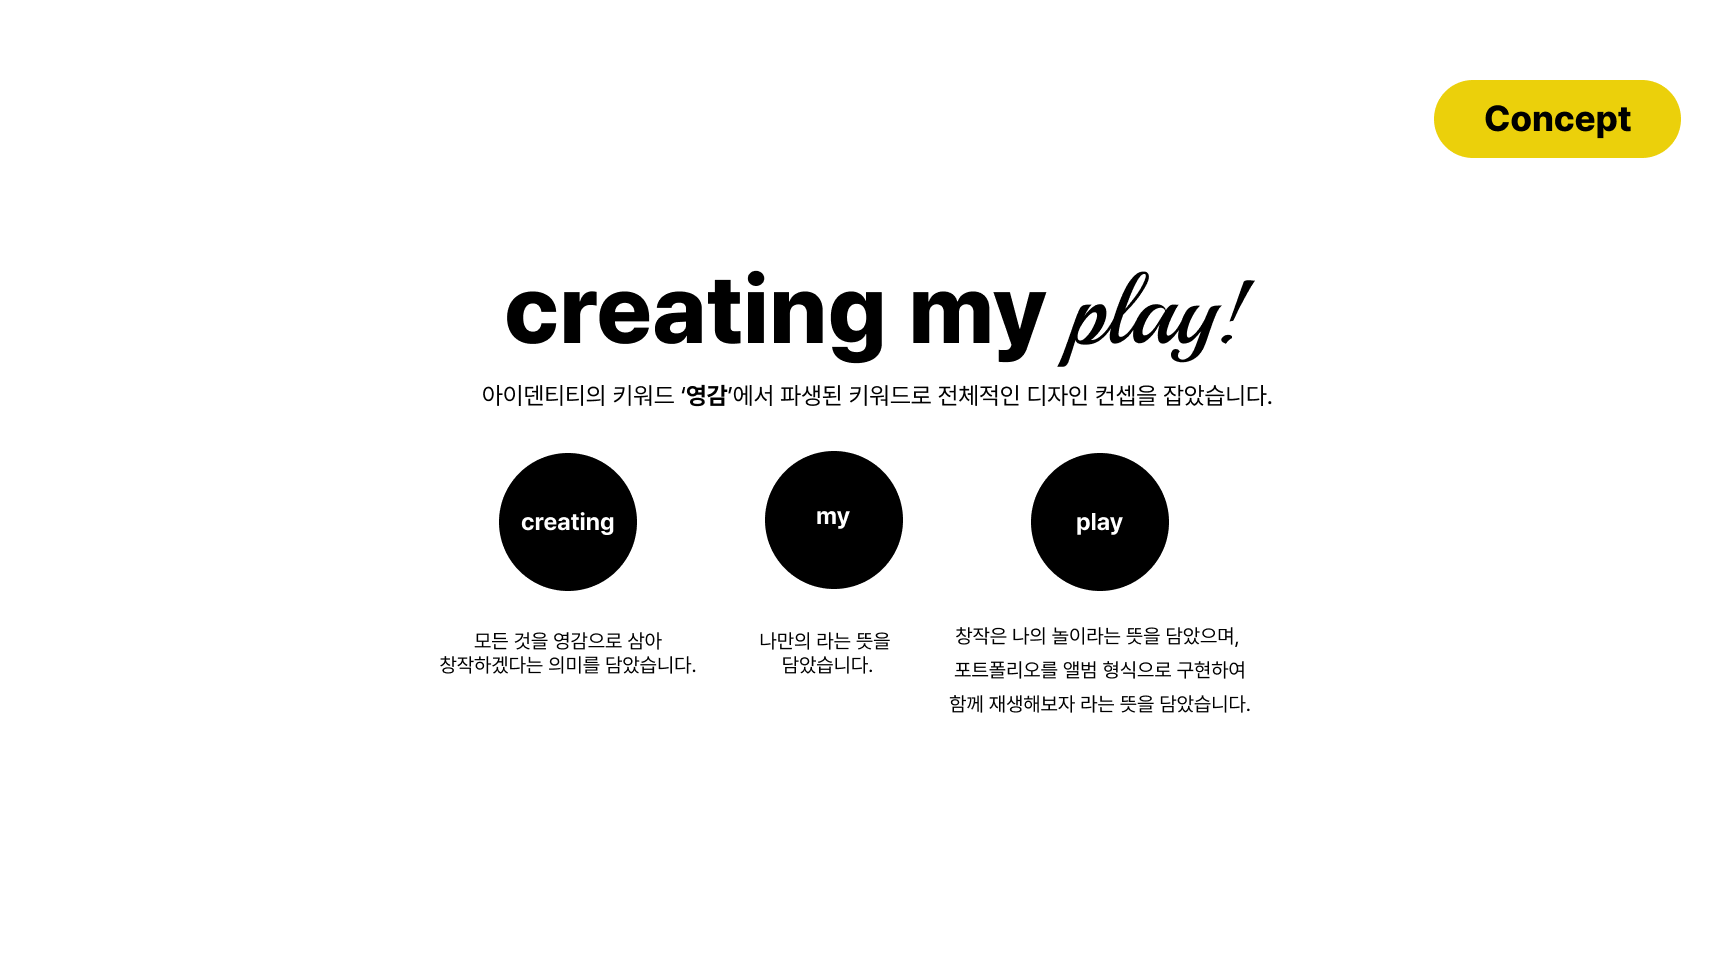 Concept
creating my play!
아이덴티티의 키워드 ‘영감’에서 파생된 키워드로 전체적인 디자인 컨셉을 잡았습니다.
creating
my
play
모든 것을 영감으로 삼아
창작하겠다는 의미를 담았습니다.
나만의 라는 뜻을
담았습니다.
창작은 나의 놀이라는 뜻을 담았으며,
포트폴리오를 앨범 형식으로 구현하여
함께 재생해보자 라는 뜻을 담았습니다.